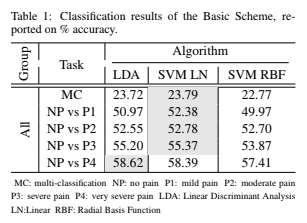 Table 1: Classification results of the Basic Scheme, re-
ported on % accuracy.
Group Task Algorithm
LDA SVM LN SVM RBF
All
MC 23.72 23.79 22.77
NP vs P1 50.97 52.38 49.97
NP vs P2 52.55 52.78 52.70
NP vs P3 55.20 55.37 53.87
NP vs P4 58.62 58.39 57.41
MC: multi-classification NP: no pain P1: mild pain P2: moderate pain
P3: severe pain P4: very severe pain LDA: Linear Discriminant Analysis
LN:Linear RBF: Radial Basis Function